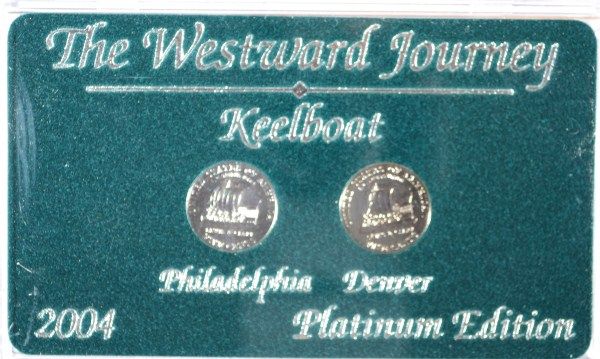 The Westward Journey
Keelboat
Philadelphia Denver
2004 Platinum Edition